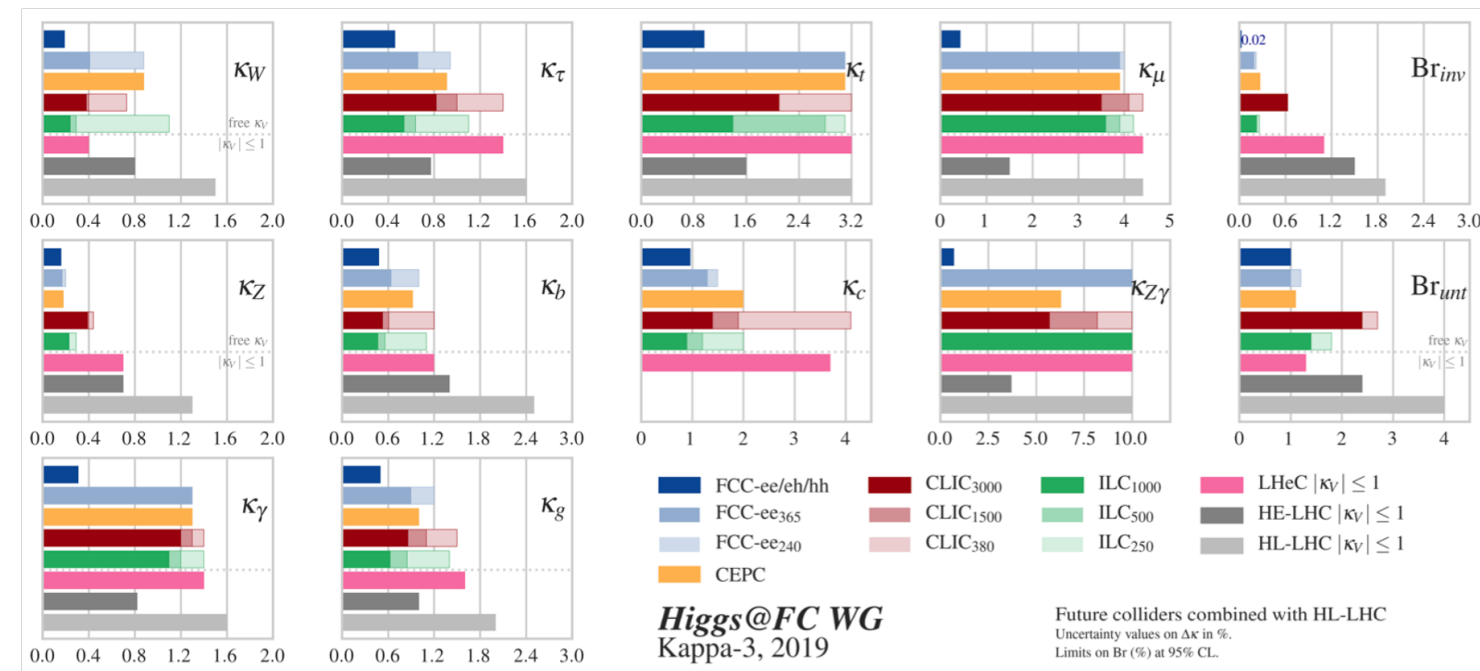 κW
free κV
|κV| ≤ 1
0.0 0.4 0.8 1.2 1.6 2.0
κτ
0.0 0.4 0.8 1.2 1.6 2.0
κt
0.0 0.8 1.6 2.4 3.2
κμ
0 1 2 3 4 5
0.02
Brinv
0.0 0.6 1.2 1.8 2.4 3.0
κZ
free κV
|κV| ≤ 1
0.0 0.4 0.8 1.2 1.6 2.0
κb
0.0 0.6 1.2 1.8 2.4 3.0
κc
0 1 2 3 4
κZγ
0.0 2.5 5.0 7.5 10.0
Brunt
free κV
|κV| ≤ 1
0 1 2 3 4
κγ
0.0 0.4 0.8 1.2 1.6 2.0
κg
0.0 0.6 1.2 1.8 2.4 3.0
FCC-ee/eh/hh CLIC3000 ILC1000 LHeC |κV| ≤ 1
FCC-ee365 CLIC1500 ILC500 HE-LHC |κV| ≤ 1
FCC-ee240 CLIC380 ILC250 HL-LHC |κV| ≤ 1
CEPC
Higgs@FC WG
Kappa-3, 2019
Future colliders combined with HL-LHC
Uncertainty values on Δκ in %.
Limits on Br (%) at 95% CL.